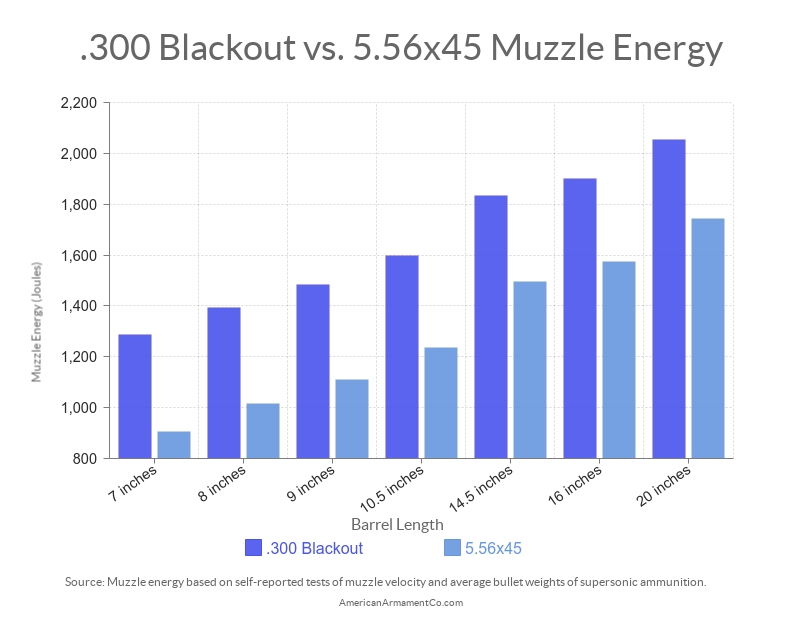 .300 Blackout vs. 5.56x45 Muzzle Energy
Muzzle Energy (Joules)
2,200
2,000
1,800
1,600
1,400
1,200
1,000
800
7 inches
8 inches
9 inches
10.5 inches
14.5 inches
16 inches
20 inches
Barrel Length
.300 Blackout
5.56x45
Source: Muzzle energy based on self-reported tests of muzzle velocity and average bullet weights of supersonic ammunition.
AmericanArmamentCo.com